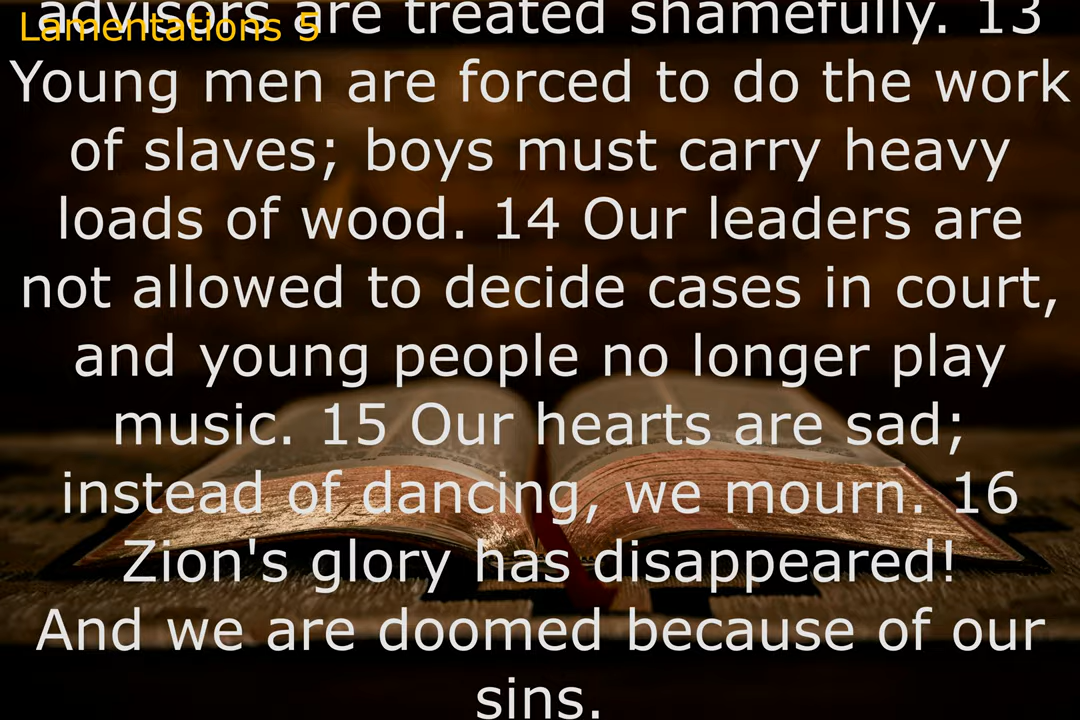 Lamentations 5
advisors are treated shamefully. 13
Young men are forced to do the work
of slaves; boys must carry heavy
loads of wood. 14 Our leaders are
not allowed to decide cases in court,
and young people no longer play
music. 15 Our hearts are sad;
instead of dancing, we mourn. 16
Zion's glory has disappeared!
And we are doomed because of our
sins.